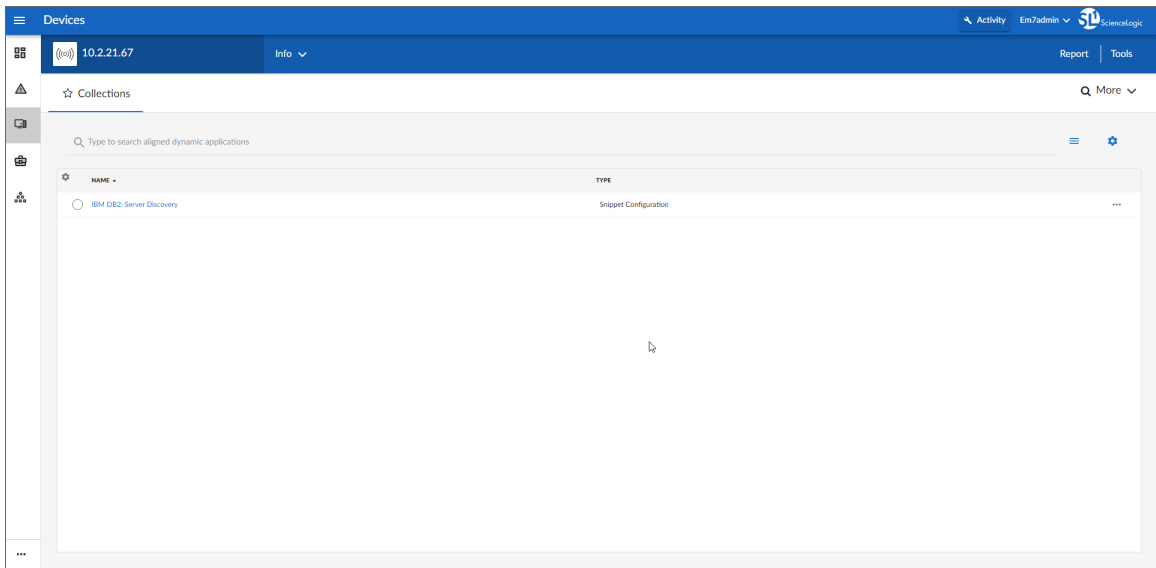 Devices
Activity
Em7admin
SL1 ScienceLogic
10.2.21.67
Info
Report
Tools
Collections
More
Type to search aligned dynamic applications
NAME
TYPE
IBM DB2: Server Discovery
Snippet Configuration